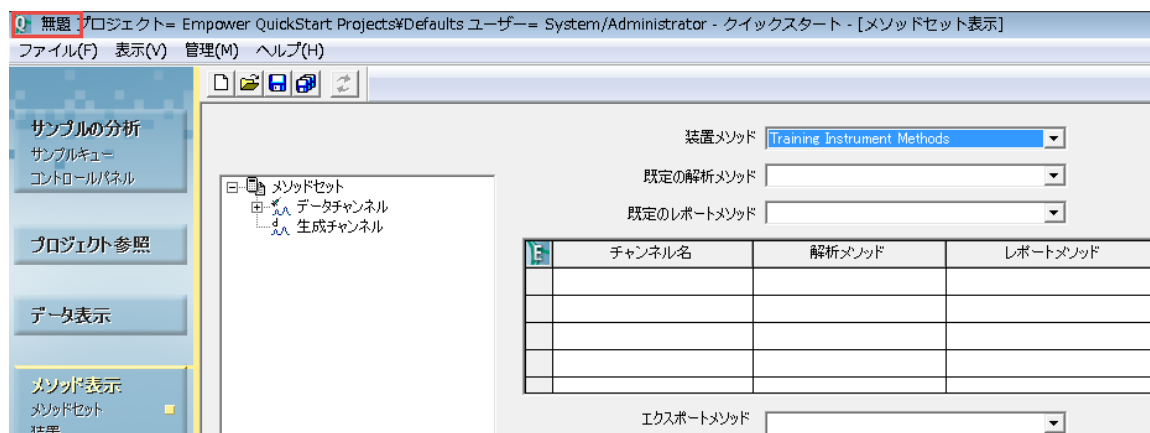 無題 プロジェクト= Empower QuickStart Projects¥Defaults ユーザー= System/Administrator - クイックスタート - [メソッドセット表示]
ファイル(F) 表示(V) 管理(M) ヘルプ(H)
サンプルの分析
サンプルキュー
コントロールパネル
プロジェクト参照
データ表示
メソッド表示
メソッドセット
装置
メソッドセット
データチャンネル
生成チャンネル
装置メソッド Training Instrument Methods
既定の解析メソッド
既定のレポートメソッド
チャンネル名 解析メソッド レポートメソッド
エクスポートメソッド